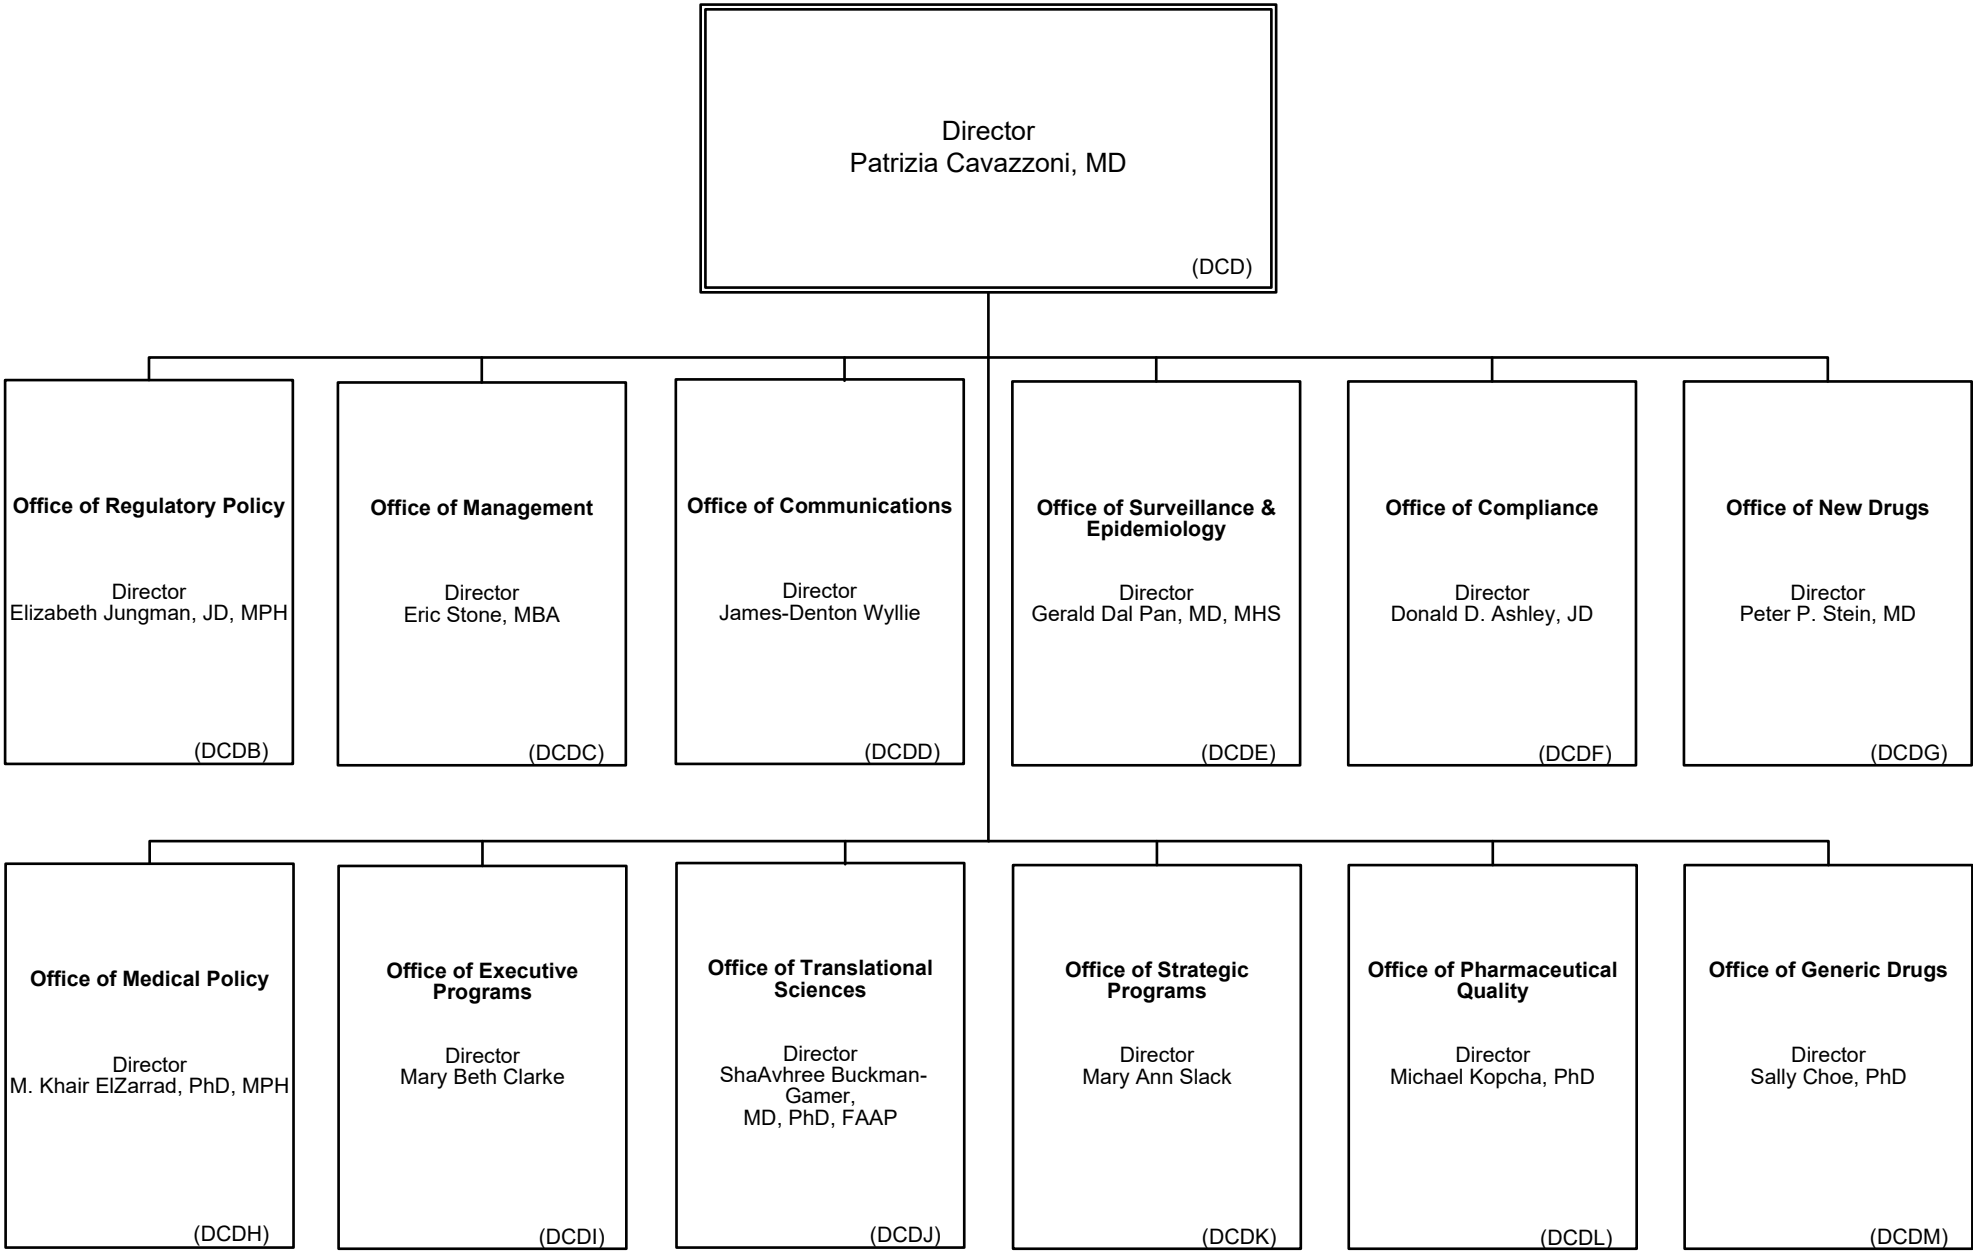 Director
Patrizia Cavazzoni, MD
(DCD)
Office of Regulatory Policy
Director
Elizabeth Jungman, JD, MPH
(DCDB)
Office of Management
Director
Eric Stone, MBA
(DCDC)
Office of Communications
Director
James-Denton Wyllie
(DCDD)
Office of Surveillance &
Epidemiology
Director
Gerald Dal Pan, MD, MHS
(DCDE)
Office of Compliance
Director
Donald D. Ashley, JD
(DCDF)
Office of New Drugs
Director
Peter P. Stein, MD
(DCDG)
Office of Medical Policy
Director
M. Khair ElZarrad, PhD, MPH
(DCDH)
Office of Executive
Programs
Director
Mary Beth Clarke
(DCDI)
Office of Translational
Sciences
Director
ShaAvhree Buckman-
Gamer,
MD, PhD, FAAP
(DCDJ)
Office of Strategic
Programs
Director
Mary Ann Slack
(DCDK)
Office of Pharmaceutical
Quality
Director
Michael Kopcha, PhD
(DCDL)
Office of Generic Drugs
Director
Sally Choe, PhD
(DCDM)